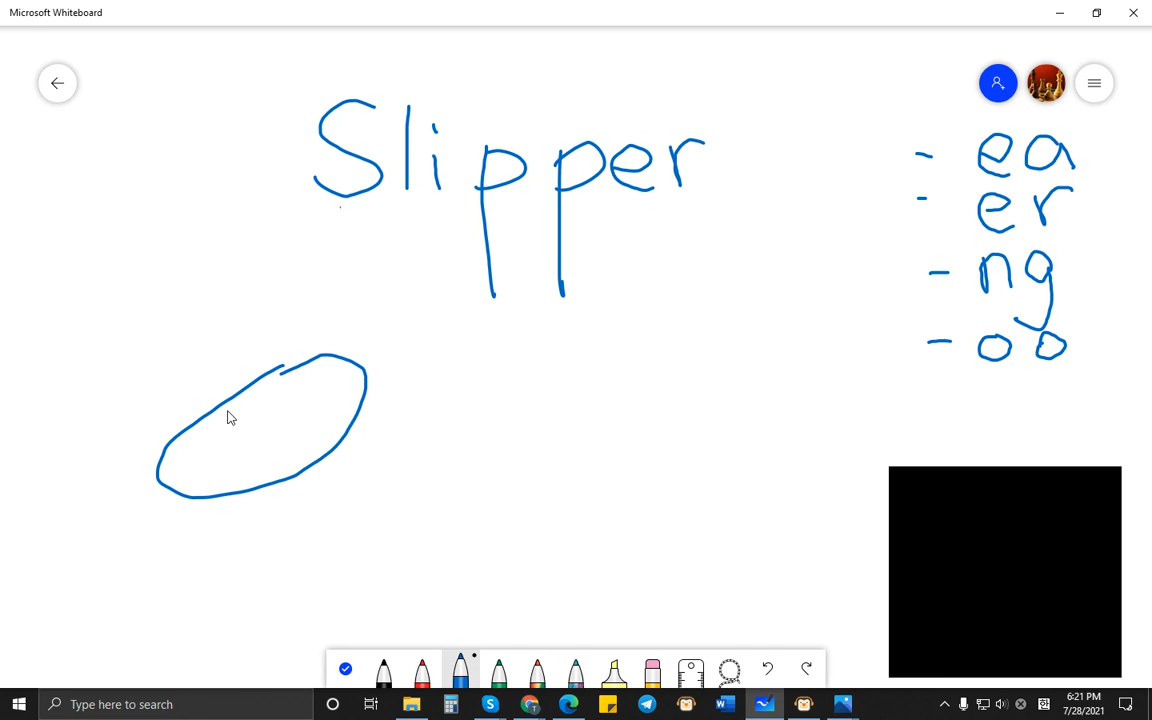 Microsoft Whiteboard
Slipper
- ea
- er
- ng
- oo
Type here to search
6:21 PM
7/28/2021